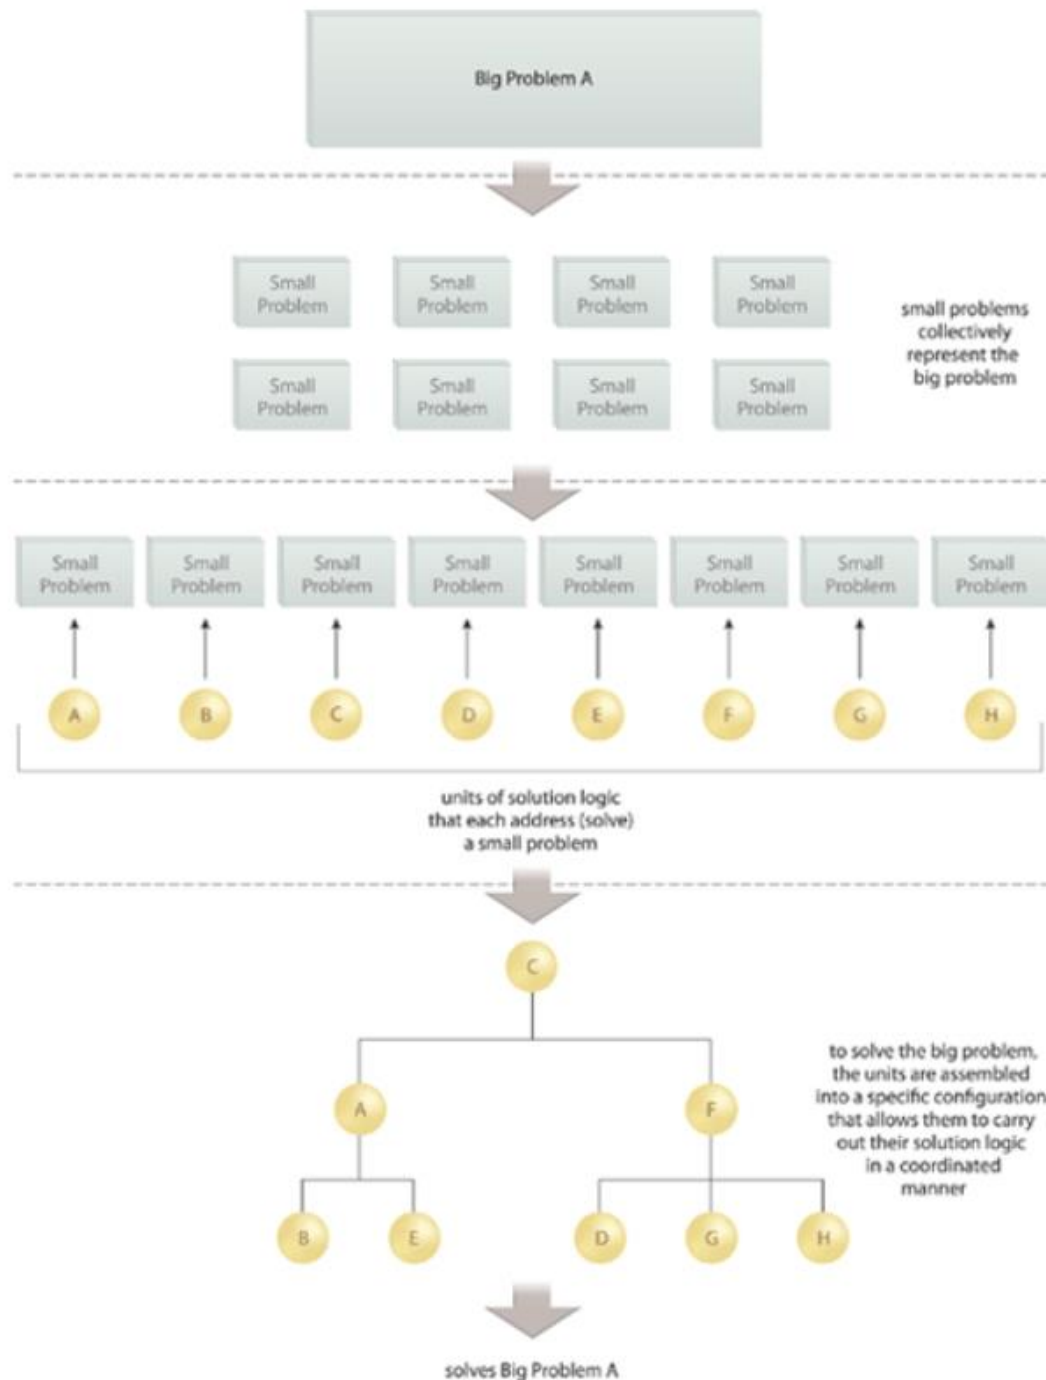 Big Problem A
Small
Problem
Small
Problem
Small
Problem
Small
Problem
small problems
collectively
represent the
big problem
Small
Problem
Small
Problem
Small
Problem
Small
Problem
Small
Problem
Small
Problem
Small
Problem
Small
Problem
Small
Problem
Small
Problem
Small
Problem
Small
Problem
A
B
C
D
E
F
G
H
units of solution logic
that each address (solve)
a small problem
C
A
F
to solve the big problem,
the units are assembled
into a specific configuration
that allows them to carry
out their solution logic
in a coordinated
manner
B
E
D
G
H
solves Big Problem A